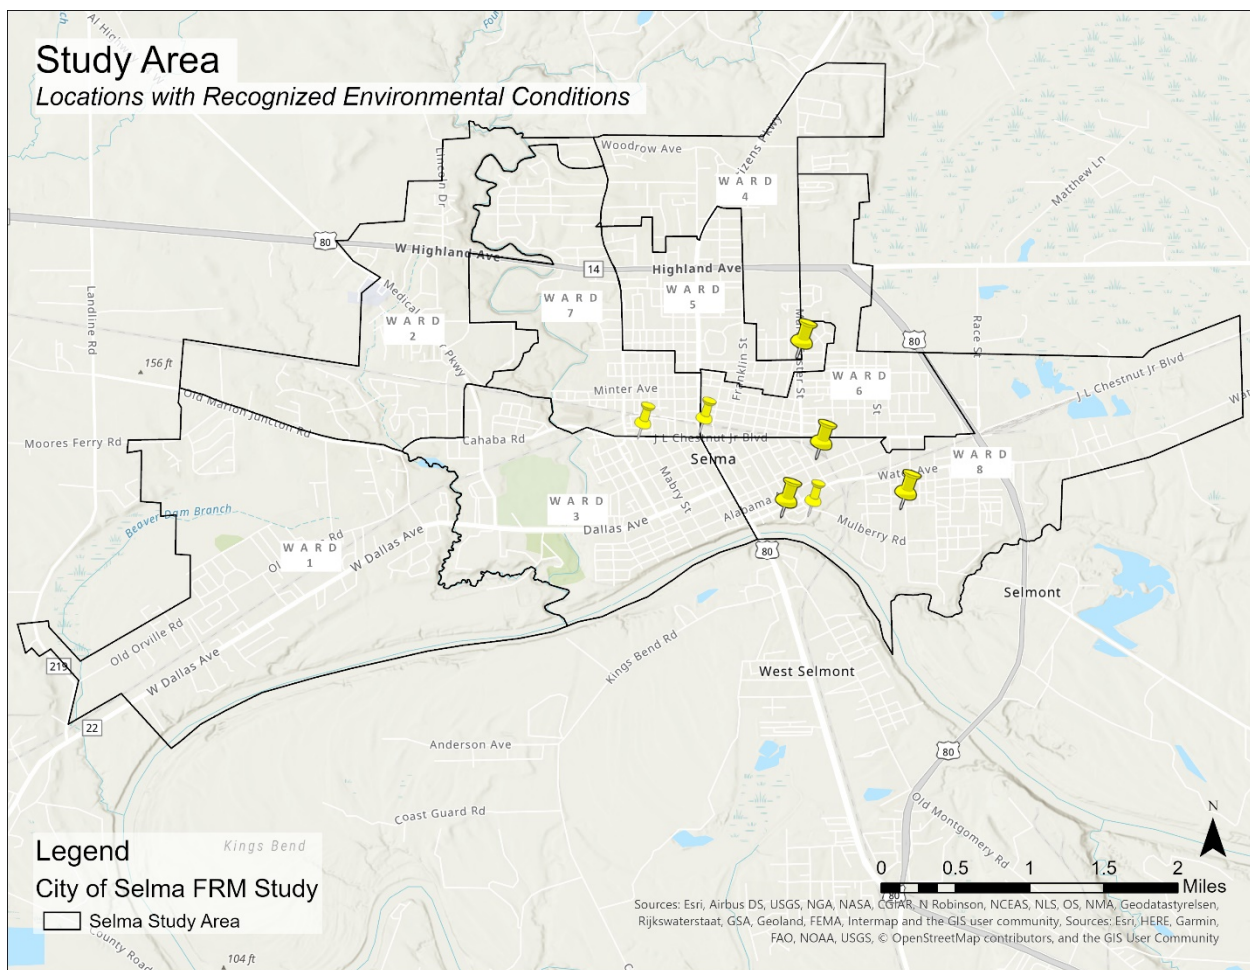 Study Area
Locations with Recognized Environmental Conditions
Woodrow Ave
Lincoln Dr
Matthew Ln
WARD
4
80
W Highland Ave
14
Highland Ave
WARD
5
WARD
7
Landline Rd
Medical
Pkwy
WARD
2
Race St
80
156 ft
Franklin St
Minter Ave
WARD
6
St
J L Chestnut Jr Blvd
Old Marion Junction Rd
Moores Ferry Rd
Cahaba Rd
J L Chestnut Jr Blvd
Selma
Mabry St
WARD
8
WARD
3
Dallas Ave
Alabama
Mulberry Rd
Beaver Dam Branch
W Dallas Ave
WARD
1
80
Selmont
Old Orville Rd
Kings Bend Rd
West Selmont
219
W Dallas Ave
22
Anderson Ave
80
Coast Guard Rd
Old Montgomery Rd
Kings Bend
N
Legend
City of Selma FRM Study
Selma Study Area
0 0.5 1 1.5 2
Miles
80
Sources: Esri, Airbus DS, USGS, NGA, NASA, CGIAR, N Robinson, NCEAS, NLS, OS, NMA, Geodatastyrelsen,
Rijkswaterstaat, GSA, Geoland, FEMA, Intermap and the GIS user community, Sources: Esri, HERE, Garmin,
FAO, NOAA, USGS, © OpenStreetMap contributors, and the GIS User Community
County Road
104 ft